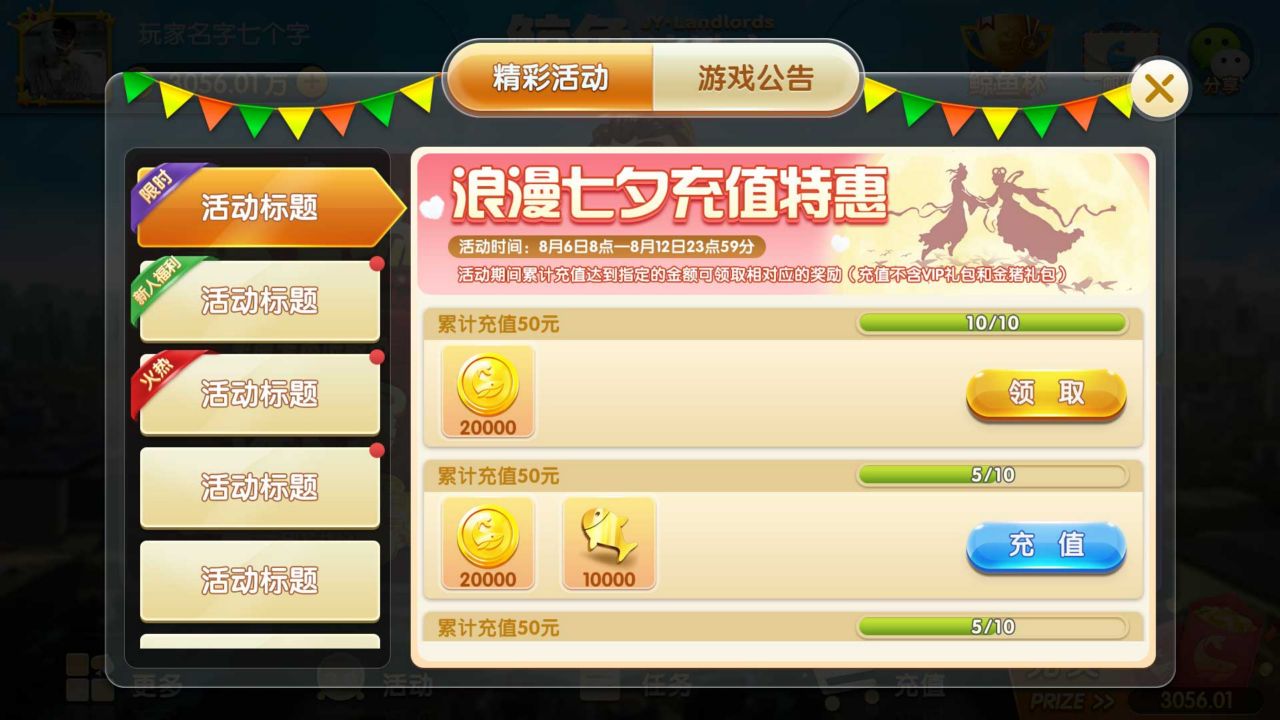 玩家名字七个字
JY·Landlords
3056.01万
分享
精彩活动
游戏公告
限时
活动标题
新人福利
活动标题
火热
活动标题
活动标题
活动标题
浪漫七夕充值特惠
活动时间：8月6日8点—8月12日23点59分
活动期间累计充值达到指定的金额可领取相对应的奖励（充值不含VIP礼包和金猪礼包）
累计充值50元
10/10
20000
领 取
累计充值50元
5/10
20000
10000
充 值
累计充值50元
5/10
更多
活动
任务
充值
PRIZE >>
3056.01